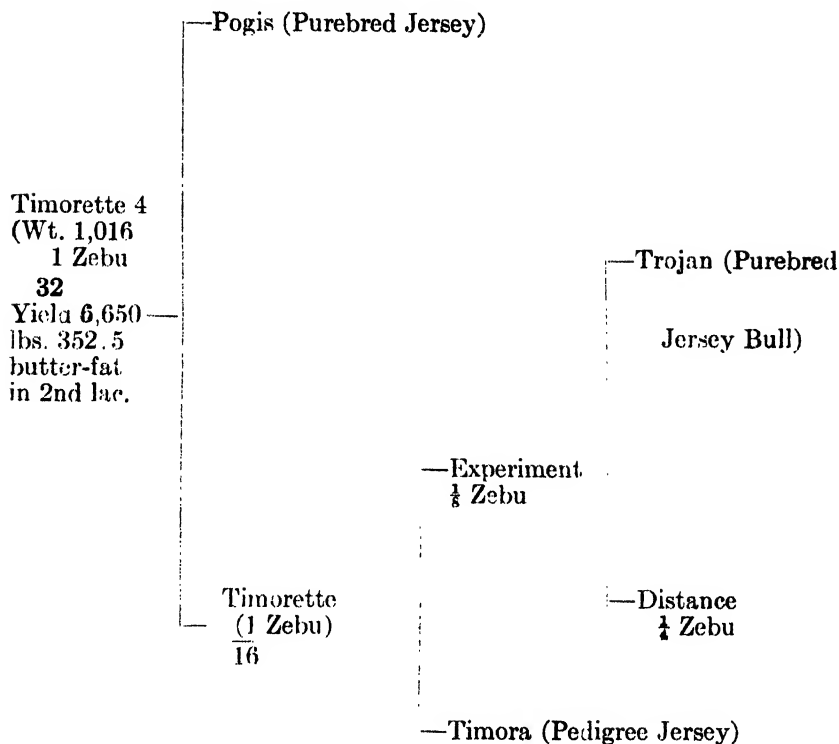 Pogis (Purebred Jersey)
Timorette 4
(Wt. 1,016
1 Zebu
32
Yield 6,650
lbs. 352.5
butter-fat
in 2nd lac.
Trojan (Purebred
Jersey Bull)
Experiment
⅛ Zebu
Timorette
(1 Zebu)
16
Distance
¼ Zebu
Timora (Pedigree Jersey)